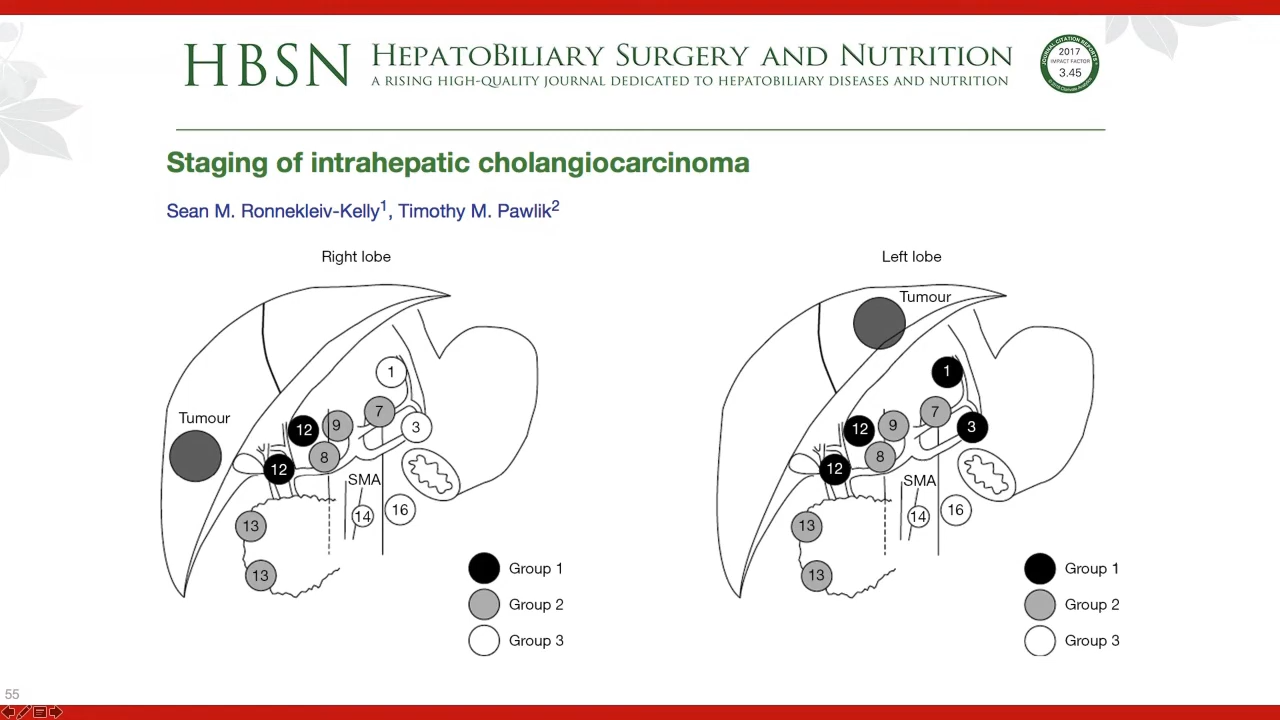 HBSN HEPATOBILIARY SURGERY AND NUTRITION
A RISING HIGH-QUALITY JOURNAL DEDICATED TO HEPATOBILIARY DISEASES AND NUTRITION
JOURNAL CITATION REPORTS
2017
IMPACT FACTOR
3.45
Staging of intrahepatic cholangiocarcinoma
Sean M. Ronnekleiv-Kelly1, Timothy M. Pawlik2
Right lobe
Tumour
1
7
3
9
12
8
12
SMA
14
16
13
13
Group 1
Group 2
Group 3
Left lobe
Tumour
1
7
3
9
12
8
12
SMA
14
16
13
13
Group 1
Group 2
Group 3
55